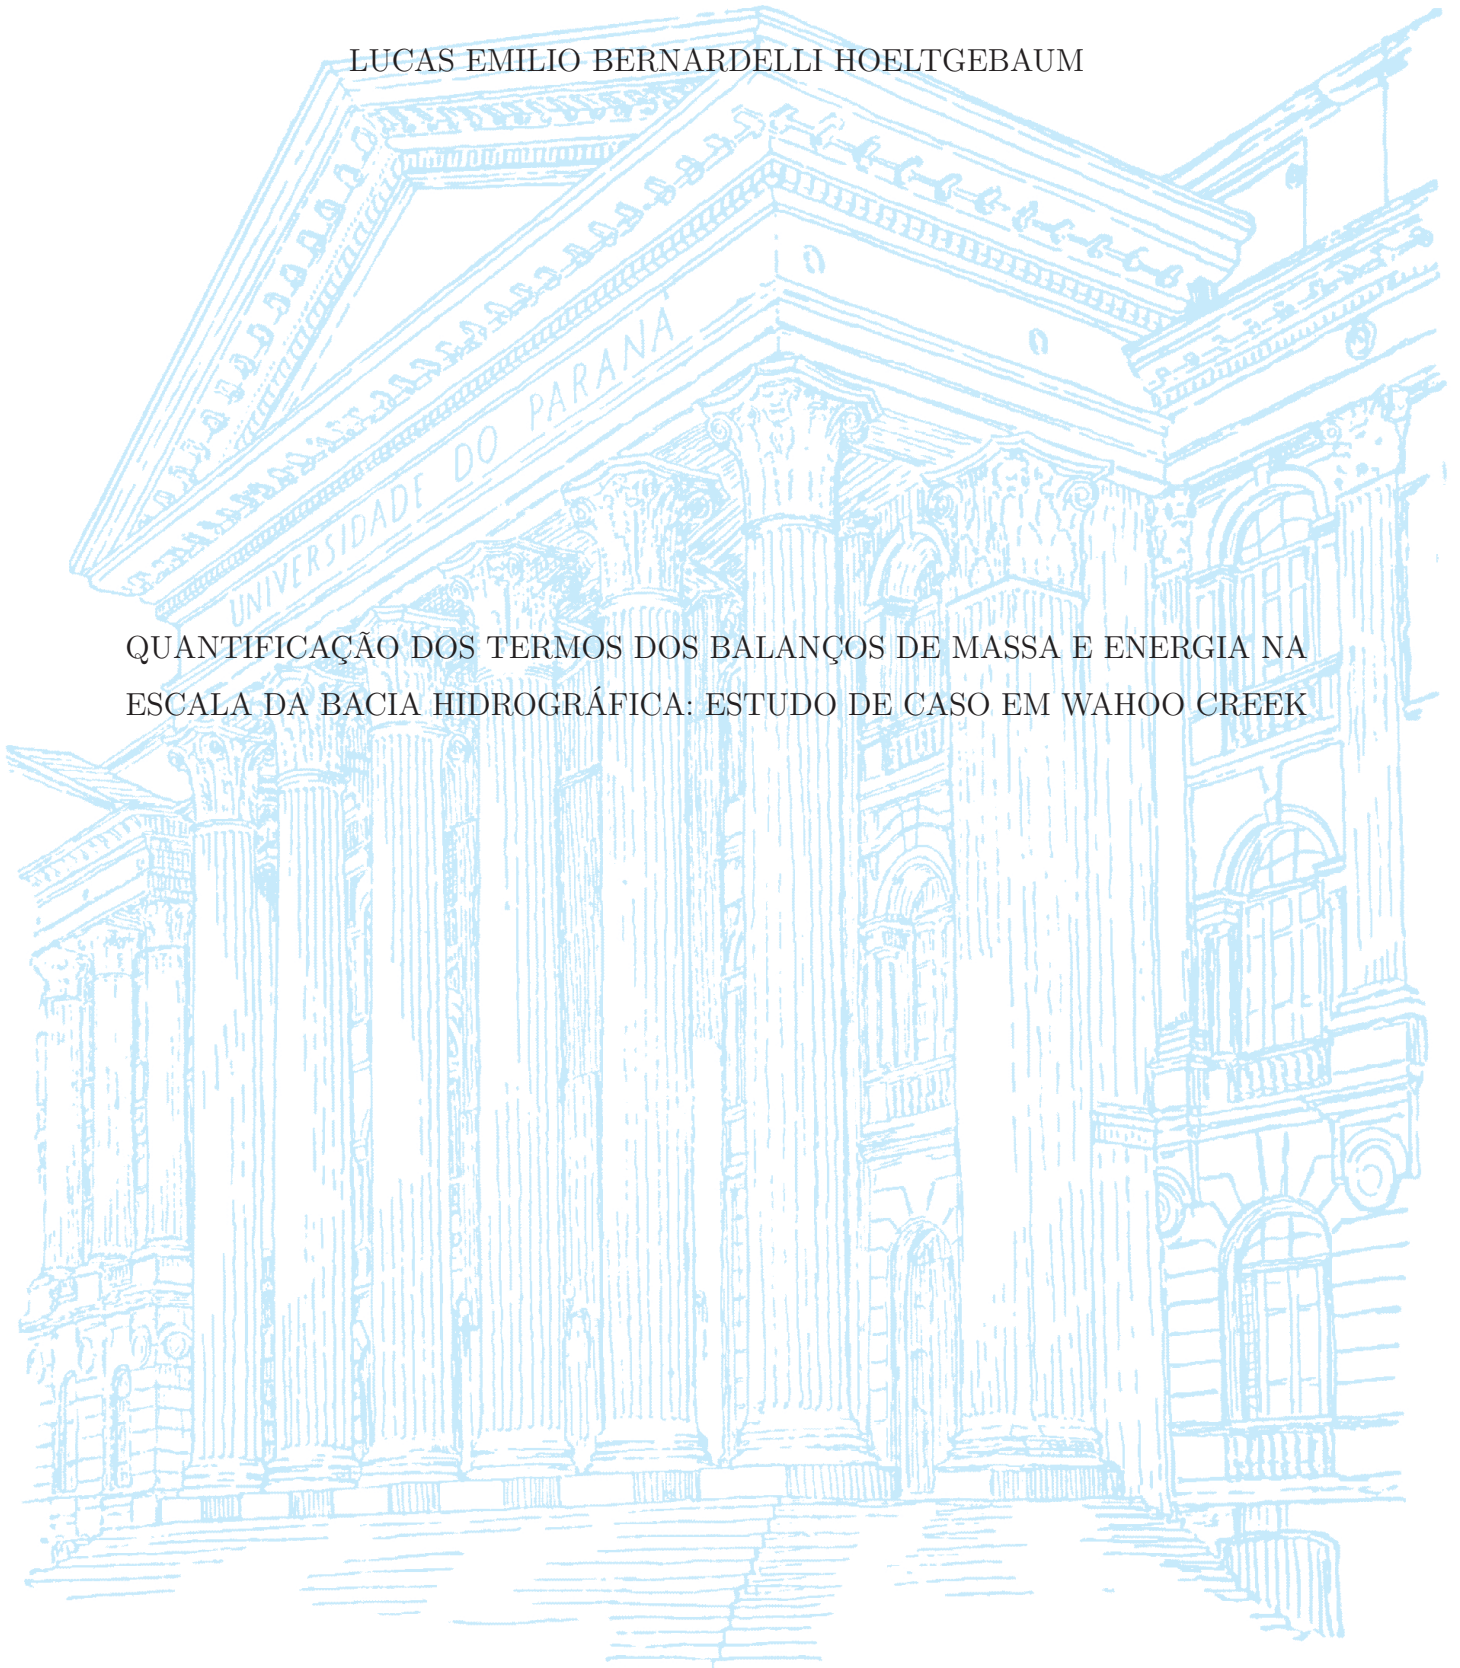 LUCAS EMILIO BERNARDELLI HOELTGEBAUM
UNIVERSIDADE DO PARANÁ
QUANTIFICAÇÃO DOS TERMOS DOS BALANÇOS DE MASSA E ENERGIA NA
ESCALA DA BACIA HIDROGRÁFICA: ESTUDO DE CASO EM WAHOO CREEK